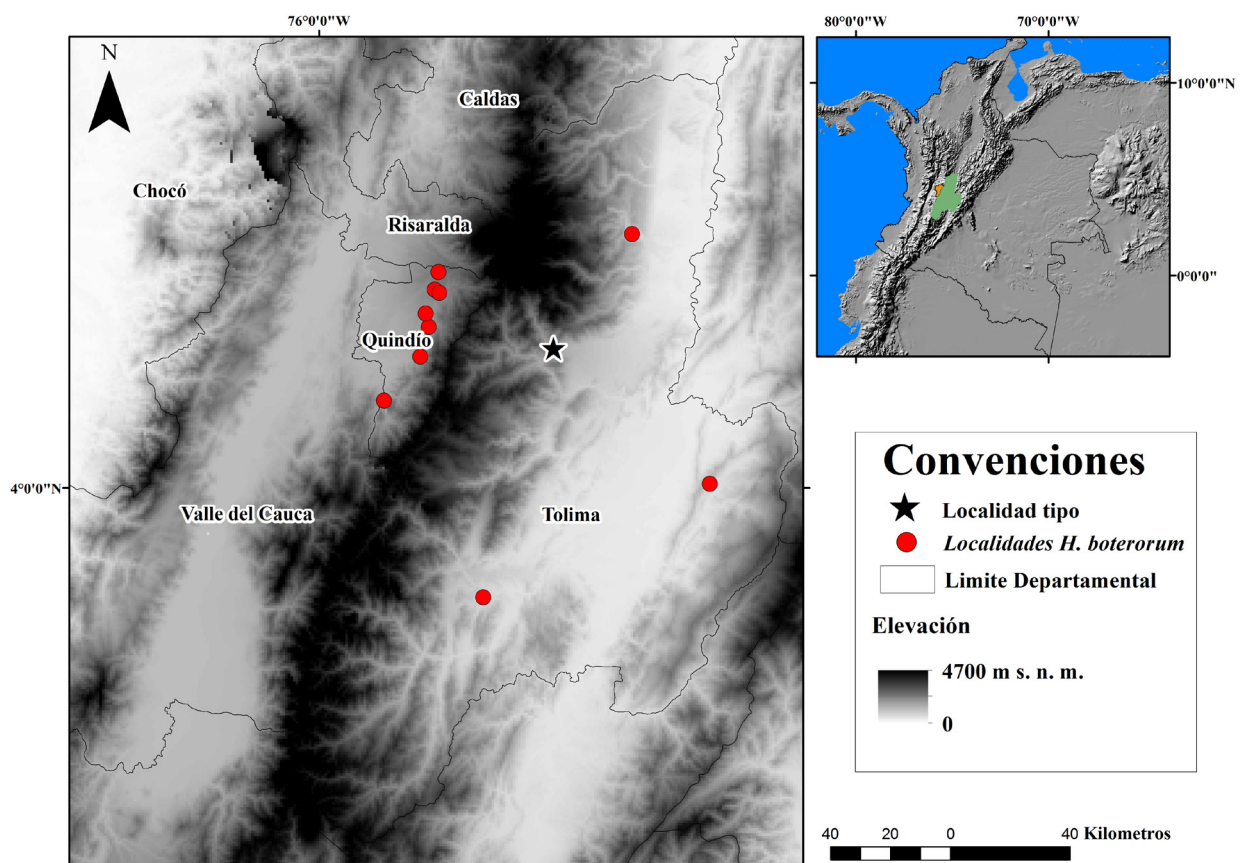 76°0'0"W
80°0'0"W
70°0'0"W
N
Caldas
10°0'0"N
Chocó
Risaralda
0°0'0"
Quindío
Convenciones
4°0'0"N
Valle del Cauca
Tolima
Localidad tipo
Localidades H. boterorum
Limite Departamental
Elevación
4700 m s. n. m.
0
40 20 0 40 Kilometros